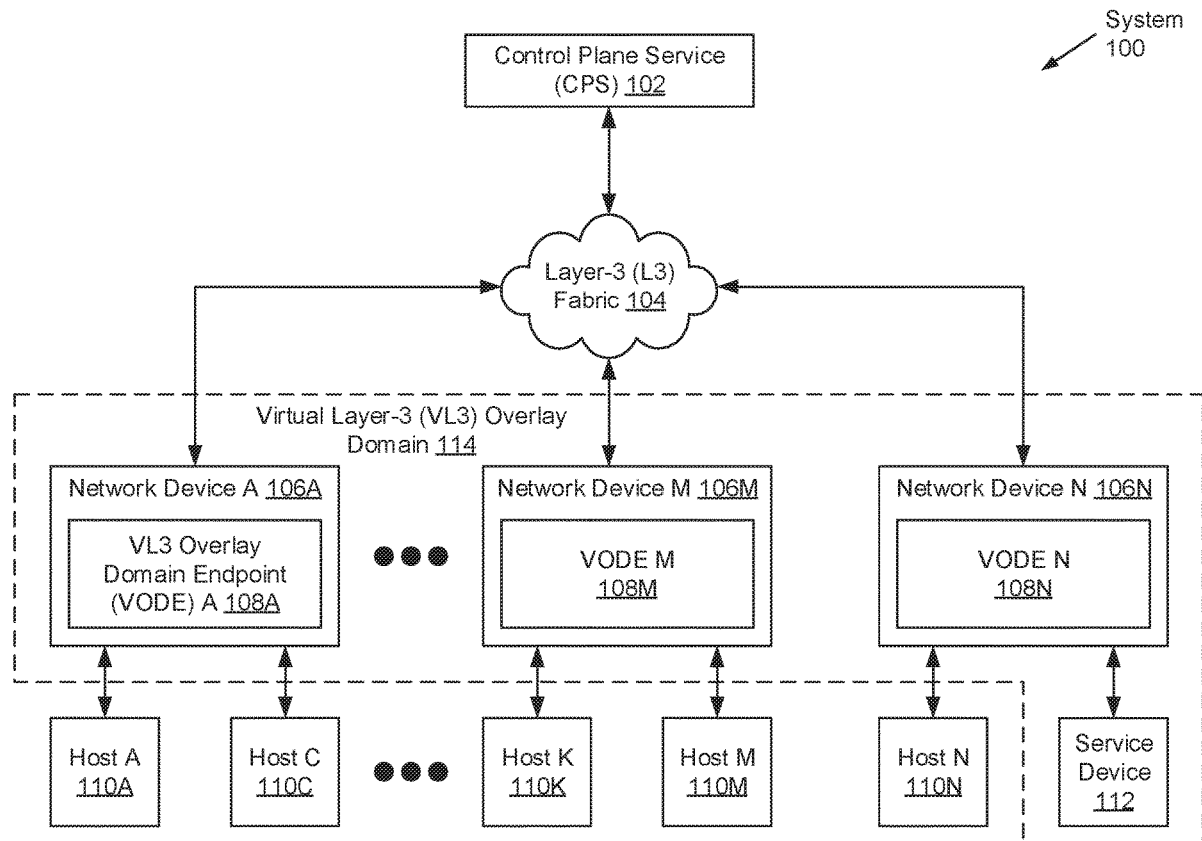 System
100
Control Plane Service
(CPS) 102
Layer-3 (L3)
Fabric 104
Virtual Layer-3 (VL3) Overlay
Domain 114
Network Device A 106A
VL3 Overlay
Domain Endpoint
(VODE) A 108A
Network Device M 106M
VODE M
108M
Network Device N 106N
VODE N
108N
Host A
110A
Host C
110C
Host K
110K
Host M
110M
Host N
110N
Service
Device
112